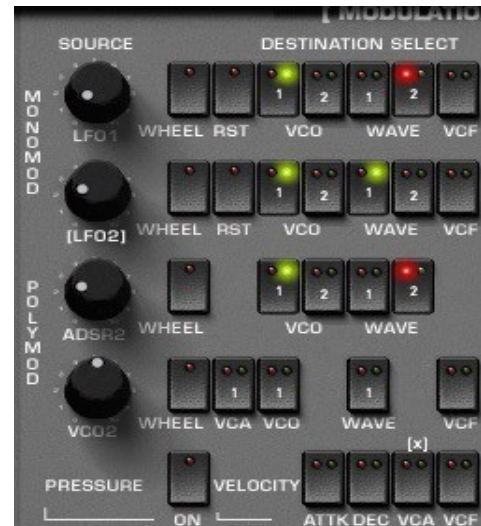 [ MODULATIO
SOURCE DESTINATION SELECT
MONOMOD
1 2 1 2
LFO1 WHEEL RST VCO WAVE VCF
1 2 1 2
[LFO2] WHEEL RST VCO WAVE VCF
POLYMOD
1 2 1 2
ADSR2 WHEEL VCO WAVE
1 1 1
VCO2 WHEEL VCA VCO WAVE VCF
[x]
PRESSURE VELOCITY
ON ATTK DEC VCA VCF